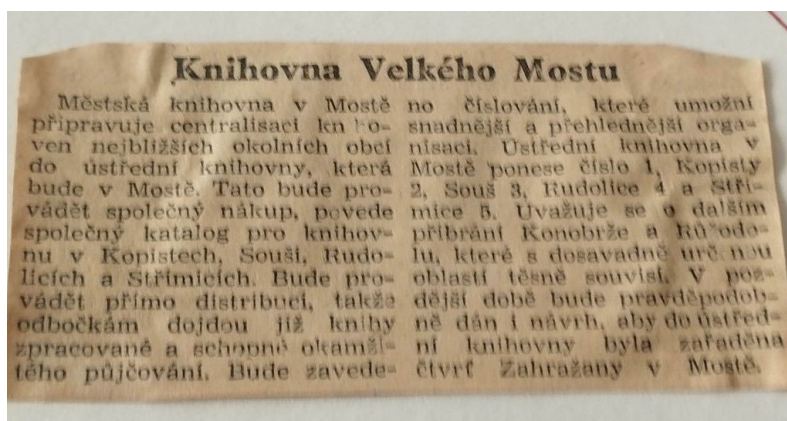 Knihovna Velkého Mostu
Městská knihovna v Mostě
připravuje centralisaci kniho-
ven nejbližších okolních obcí
do ústřední knihovny, která
bude v Mostě. Tato bude pro-
vádět společný nákup, povede
společný katalog pro knihov-
nu v Kopistech, Souši, Rudo-
licích a Střimicích. Bude pro-
vádět přímo distribuci, takže
odbočkám dojdou již knihy
zpracované a schopné okamži-
tého půjčování. Bude zavede-
no číslování, které umožní
snadnější a přehlednější orga-
nisaci. Ústřední knihovna v
Mostě ponese číslo 1, Kopisty
2, Souš 3, Rudolice 4 a Stři-
mice 5. Uvažuje se o dalším
přibrání Konobrže a Růžodo-
lu, které s dosavadně určenou
oblastí těsně souvisí. V poz-
dější době bude pravděpodob-
ně dán i návrh, aby do ústřed-
ní knihovny byla zařaděna
čtvrť Zahražany v Mostě.